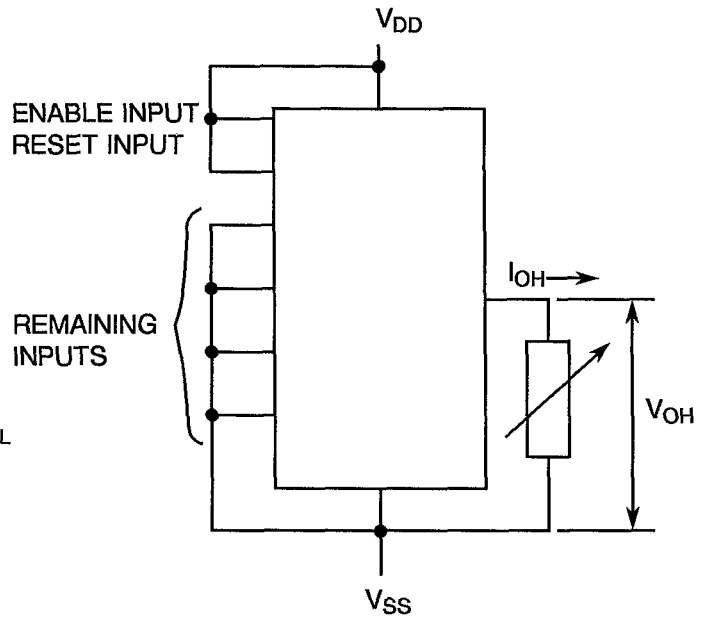 VDD
ENABLE INPUT
RESET INPUT
IOH
REMAINING
INPUTS
VOH
L
VSS